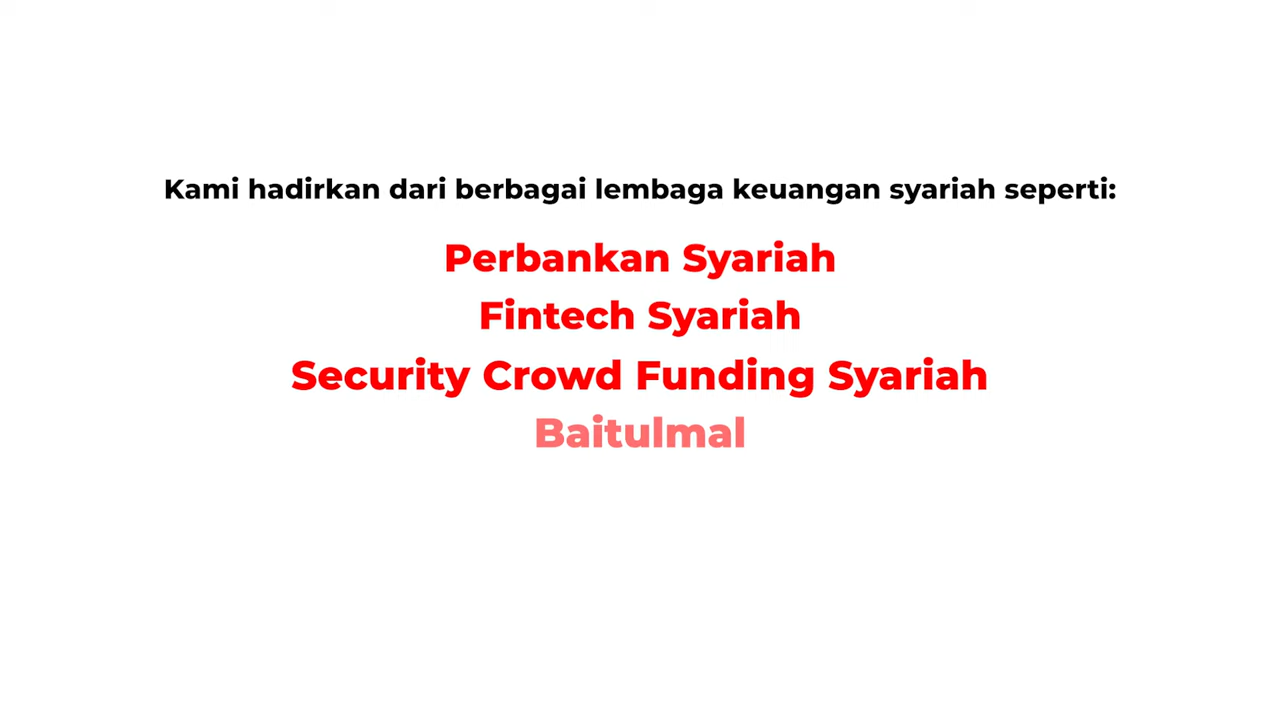 Kami hadirkan dari berbagai lembaga keuangan syariah seperti:
Perbankan Syariah
Fintech Syariah
Security Crowd Funding Syariah
Baitulmal